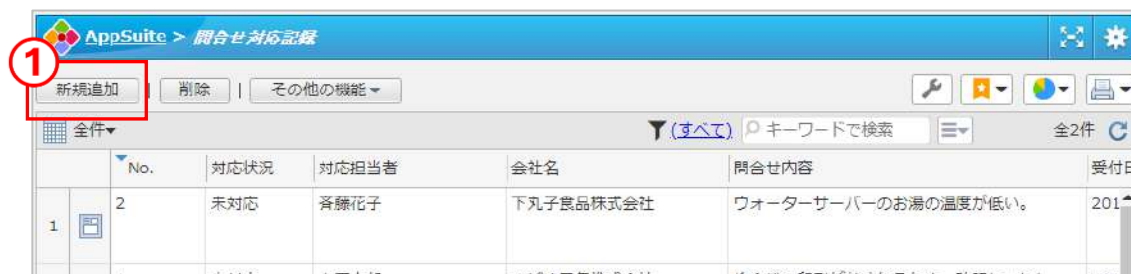 AppSuite > 問合せ対応記録
1
新規追加 | 削除 | その他の機能
全件 (すべて) キーワードで検索 全2件
No. 対応状況 対応担当者 会社名 問合せ内容 受付日
1 2 未対応 斉藤花子 下丸子食品株式会社 ウォーターサーバーのお湯の温度が低い。 201